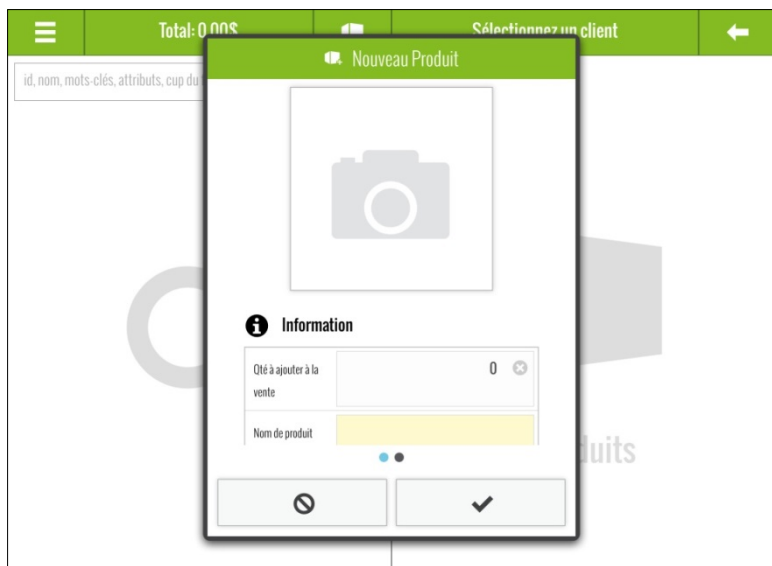 Total: 0.00$
Sélectionnez un client
Nouveau Produit
id, nom, mots-clés, attributs, cup du
Information
Qté à ajouter à la
vente
0
Nom de produit
duits